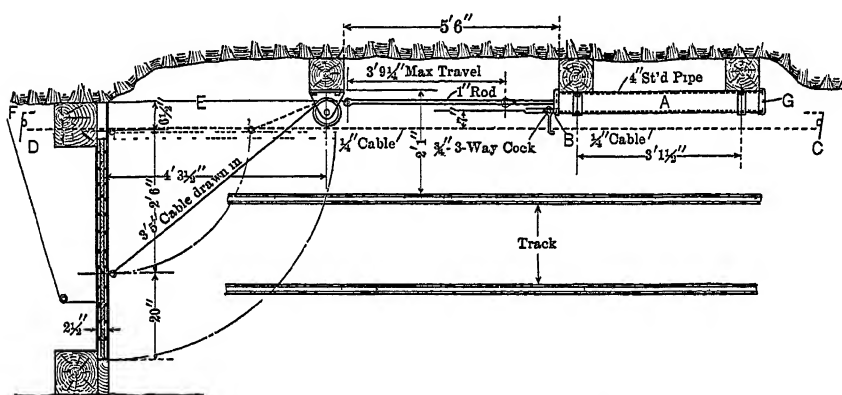 5'6"
3'9¼" Max Travel
4" St'd Pipe
1" Rod
F
E
6½"
A
G
B
D
¼" Cable
2'1"
¾"-3-Way Cock
¼" Cable
C
3'1½"
4'3½"
3'5" Cable drawn in
2'6"
Track
20"
2½"